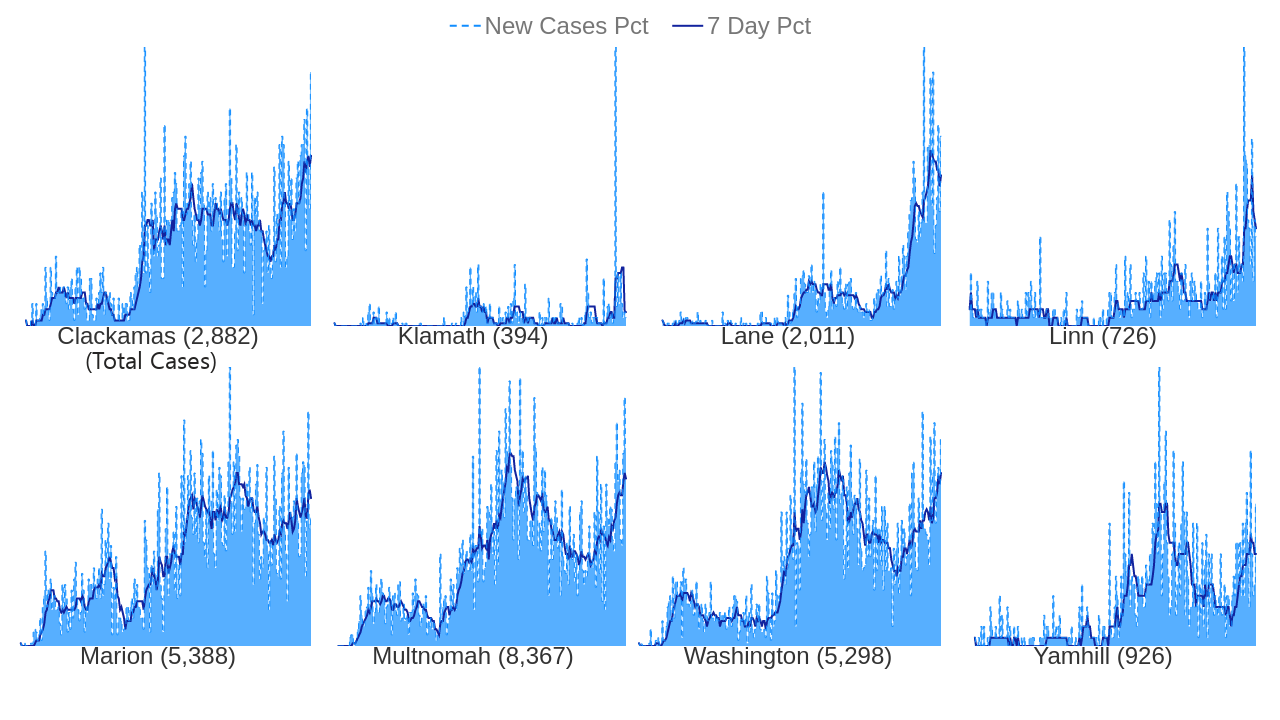 New Cases Pct 7 Day Pct
Clackamas (2,882) Klamath (394) Lane (2,011) Linn (726)
(Total Cases)
Marion (5,388) Multnomah (8,367) Washington (5,298) Yamhill (926)